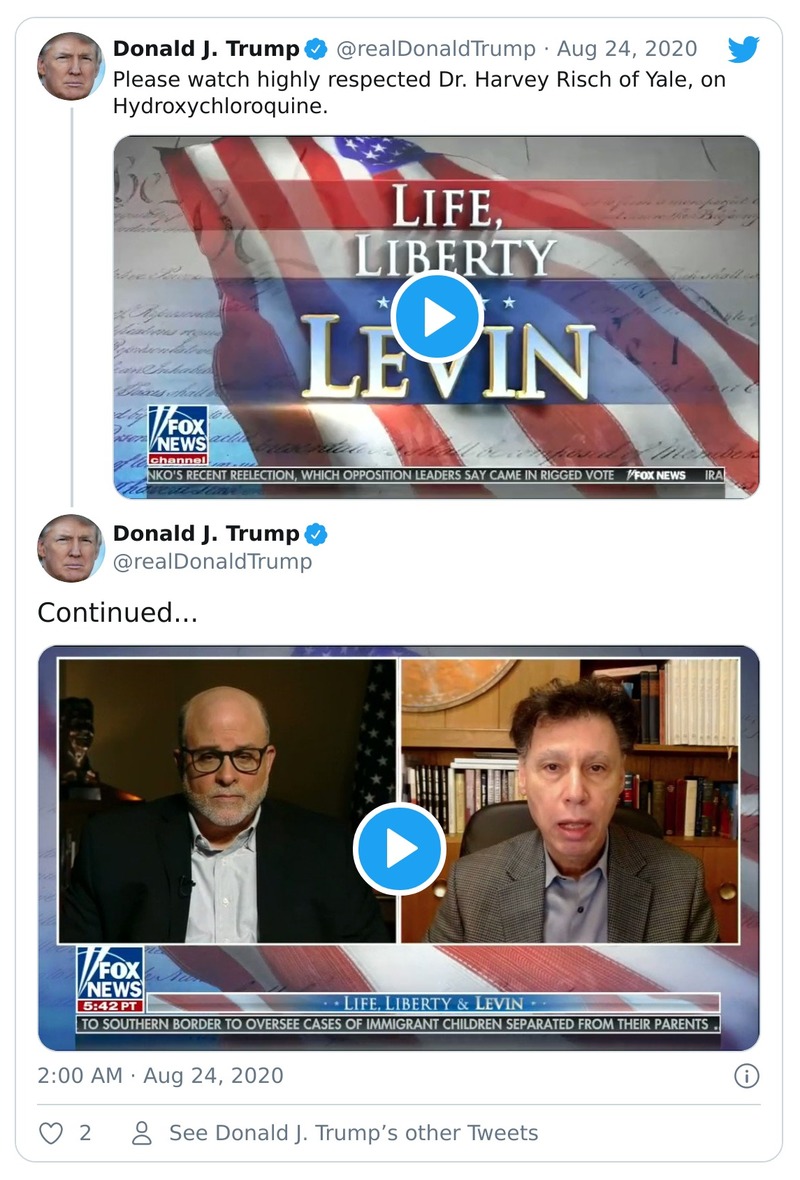 Donald J. Trump @realDonaldTrump · Aug 24, 2020
Please watch highly respected Dr. Harvey Risch of Yale, on
Hydroxychloroquine.
LIFE,
LIBERTY
LEVIN
FOX
NEWS
channel
NKO'S RECENT REELECTION, WHICH OPPOSITION LEADERS SAY CAME IN RIGGED VOTE FOX NEWS IRA
Donald J. Trump
@realDonaldTrump
Continued...
FOX
NEWS
5:42 PT
LIFE, LIBERTY & LEVIN
TO SOUTHERN BORDER TO OVERSEE CASES OF IMMIGRANT CHILDREN SEPARATED FROM THEIR PARENTS .
2:00 AM · Aug 24, 2020
2 See Donald J. Trump’s other Tweets